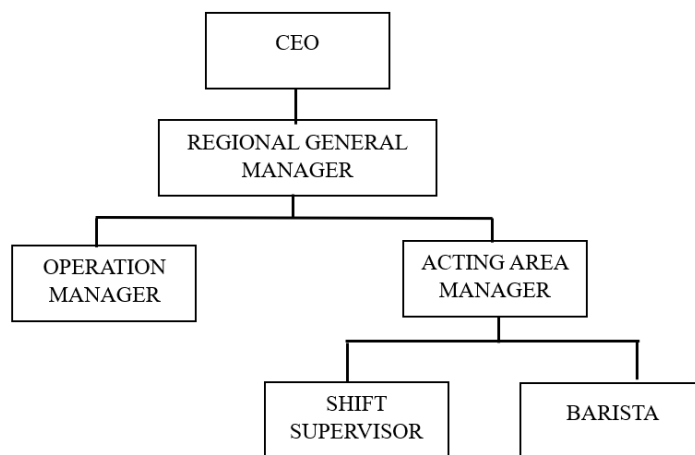 CEO
REGIONAL GENERAL
MANAGER
OPERATION
MANAGER
ACTING AREA
MANAGER
SHIFT
SUPERVISOR
BARISTA